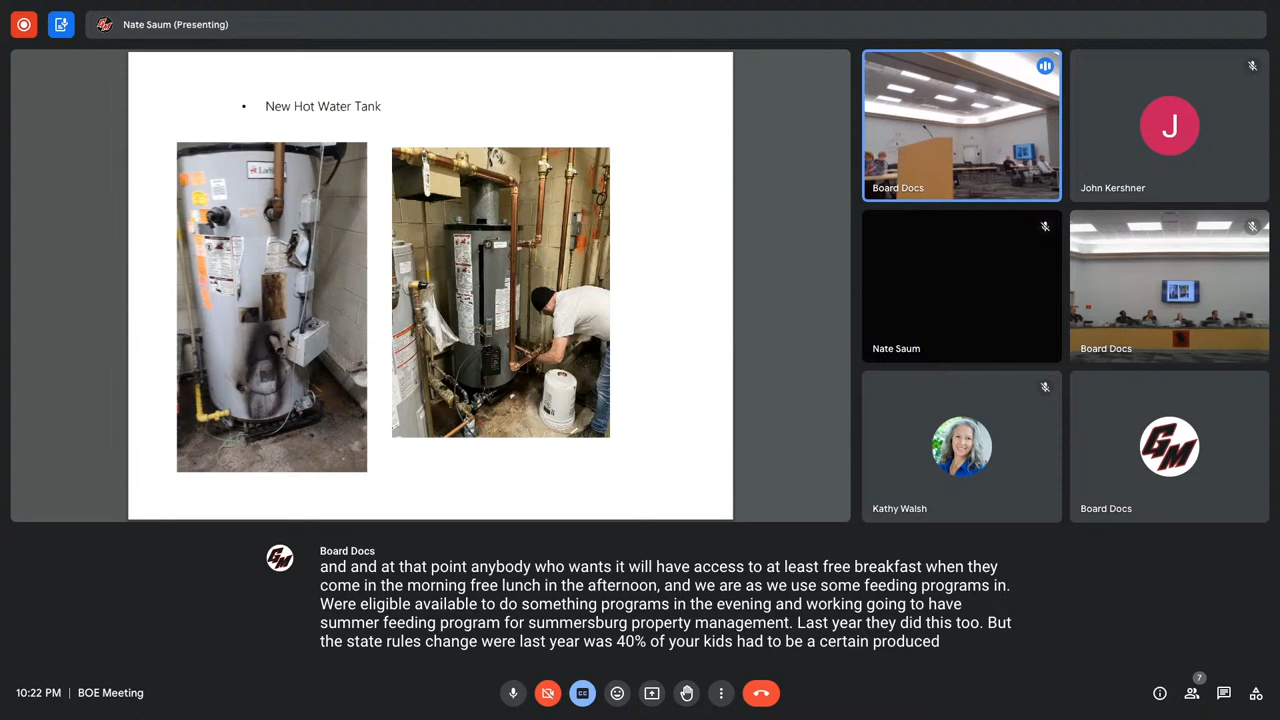 Nate Saum (Presenting)
• New Hot Water Tank
Board Docs
John Kershner
J
Nate Saum
Board Docs
Kathy Walsh
GM
Board Docs
GM
Board Docs
and and at that point anybody who wants it will have access to at least free breakfast when they
come in the morning free lunch in the afternoon, and we are as we use some feeding programs in.
Were eligible available to do something programs in the evening and working going to have
summer feeding program for summersburg property management. Last year they did this too. But
the state rules change were last year was 40% of your kids had to be a certain produced
10:22 PM | BOE Meeting
CC
7